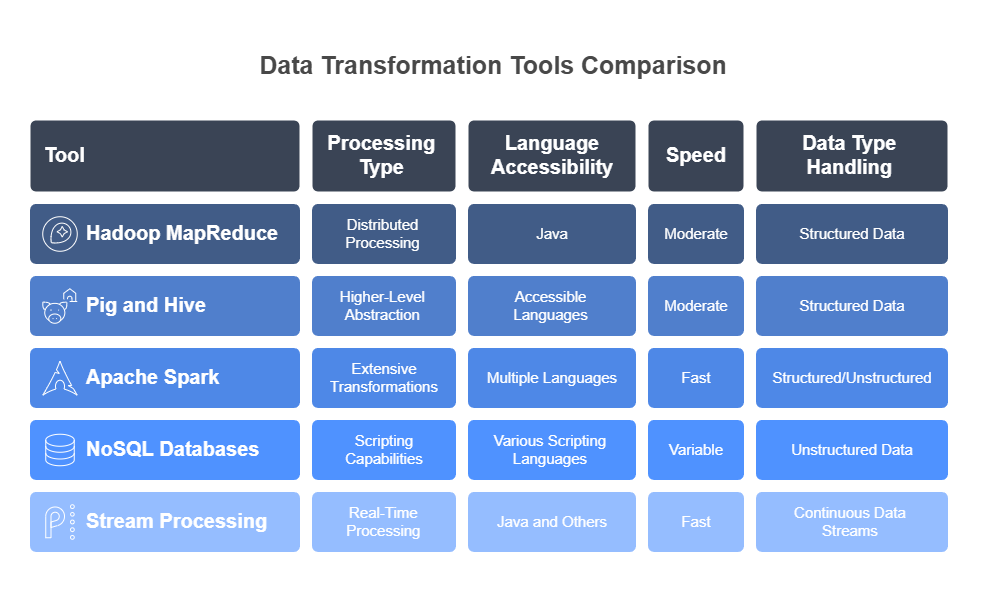 Data Transformation Tools Comparison
Tool
Processing
Type
Language
Accessibility
Speed
Data Type
Handling
Hadoop MapReduce
Distributed
Processing
Java
Moderate
Structured Data
Pig and Hive
Higher-Level
Abstraction
Accessible
Languages
Moderate
Structured Data
Apache Spark
Extensive
Transformations
Multiple Languages
Fast
Structured/Unstructured
NoSQL Databases
Scripting
Capabilities
Various Scripting
Languages
Variable
Unstructured Data
Stream Processing
Real-Time
Processing
Java and Others
Fast
Continuous Data
Streams